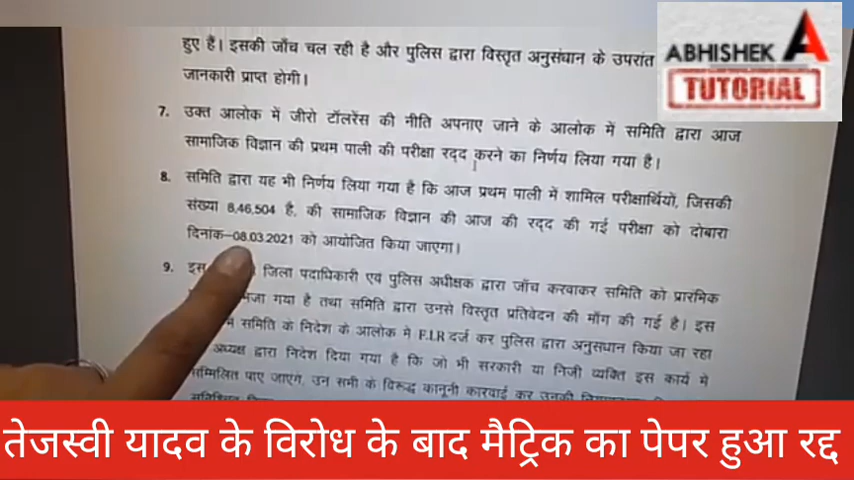 हुए हैं। इसकी जाँच चल रही है और पुलिस द्वारा विस्तृत अनुसंधान के उपरांत
जानकारी प्राप्त होगी।
ABHISHEK A
TUTORIAL
7. उक्त आलोक में जीरो टॉलरेंस की नीति अपनाए जाने के आलोक में समिति द्वारा आज
सामाजिक विज्ञान की प्रथम पाली की परीक्षा रद्द करने का निर्णय लिया गया है।
8. समिति द्वारा यह भी निर्णय लिया गया है कि आज प्रथम पाली में शामिल परीक्षार्थियों, जिसकी
संख्या 8,46,504 है, की सामाजिक विज्ञान की आज की रद्द की गई परीक्षा को दोबारा
दिनांक-08.03.2021 को आयोजित किया जाएगा।
9. इस जिला पदाधिकारी एवं पुलिस अधीक्षक द्वारा जाँच करवाकर समिति को प्रारंभिक
गया है तथा समिति द्वारा उनसे विस्तृत प्रतिवेदन की माँग की गई है। इस
समिति के निदेश के आलोक में F.I.R दर्ज कर पुलिस द्वारा अनुसंधान किया जा रहा
अध्यक्ष द्वारा निदेश दिया गया है कि जो भी सरकारी या निजी व्यक्ति इस कार्य में
सम्मिलित पाए जाएंगे, उन सभी के विरूद्ध कानूनी कारवाई कर उनकी
तेजस्वी यादव के विरोध के बाद मैट्रिक का पेपर हुआ रद्द